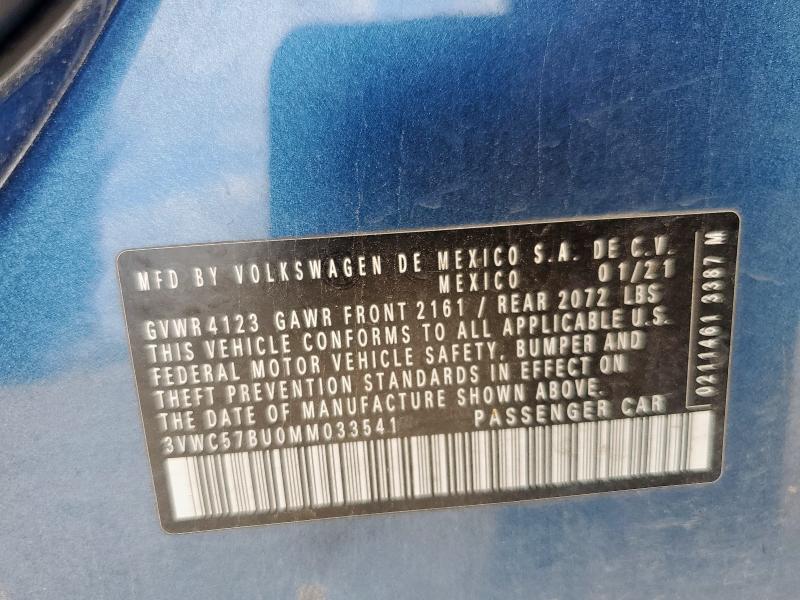 MFD BY VOLKSWAGEN DE MEXICO S.A. DE C.V.
MEXICO 01/21
GVWR 4123 GAWR FRONT 2161 / REAR 2072 LBS
THIS VEHICLE CONFORMS TO ALL APPLICABLE U.S.
FEDERAL MOTOR VEHICLE SAFETY, BUMPER AND
THEFT PREVENTION STANDARDS IN EFFECT ON
THE DATE OF MANUFACTURE SHOWN ABOVE.
3VWC57BU0MM033541 PASSENGER CAR
0211461 3387 M